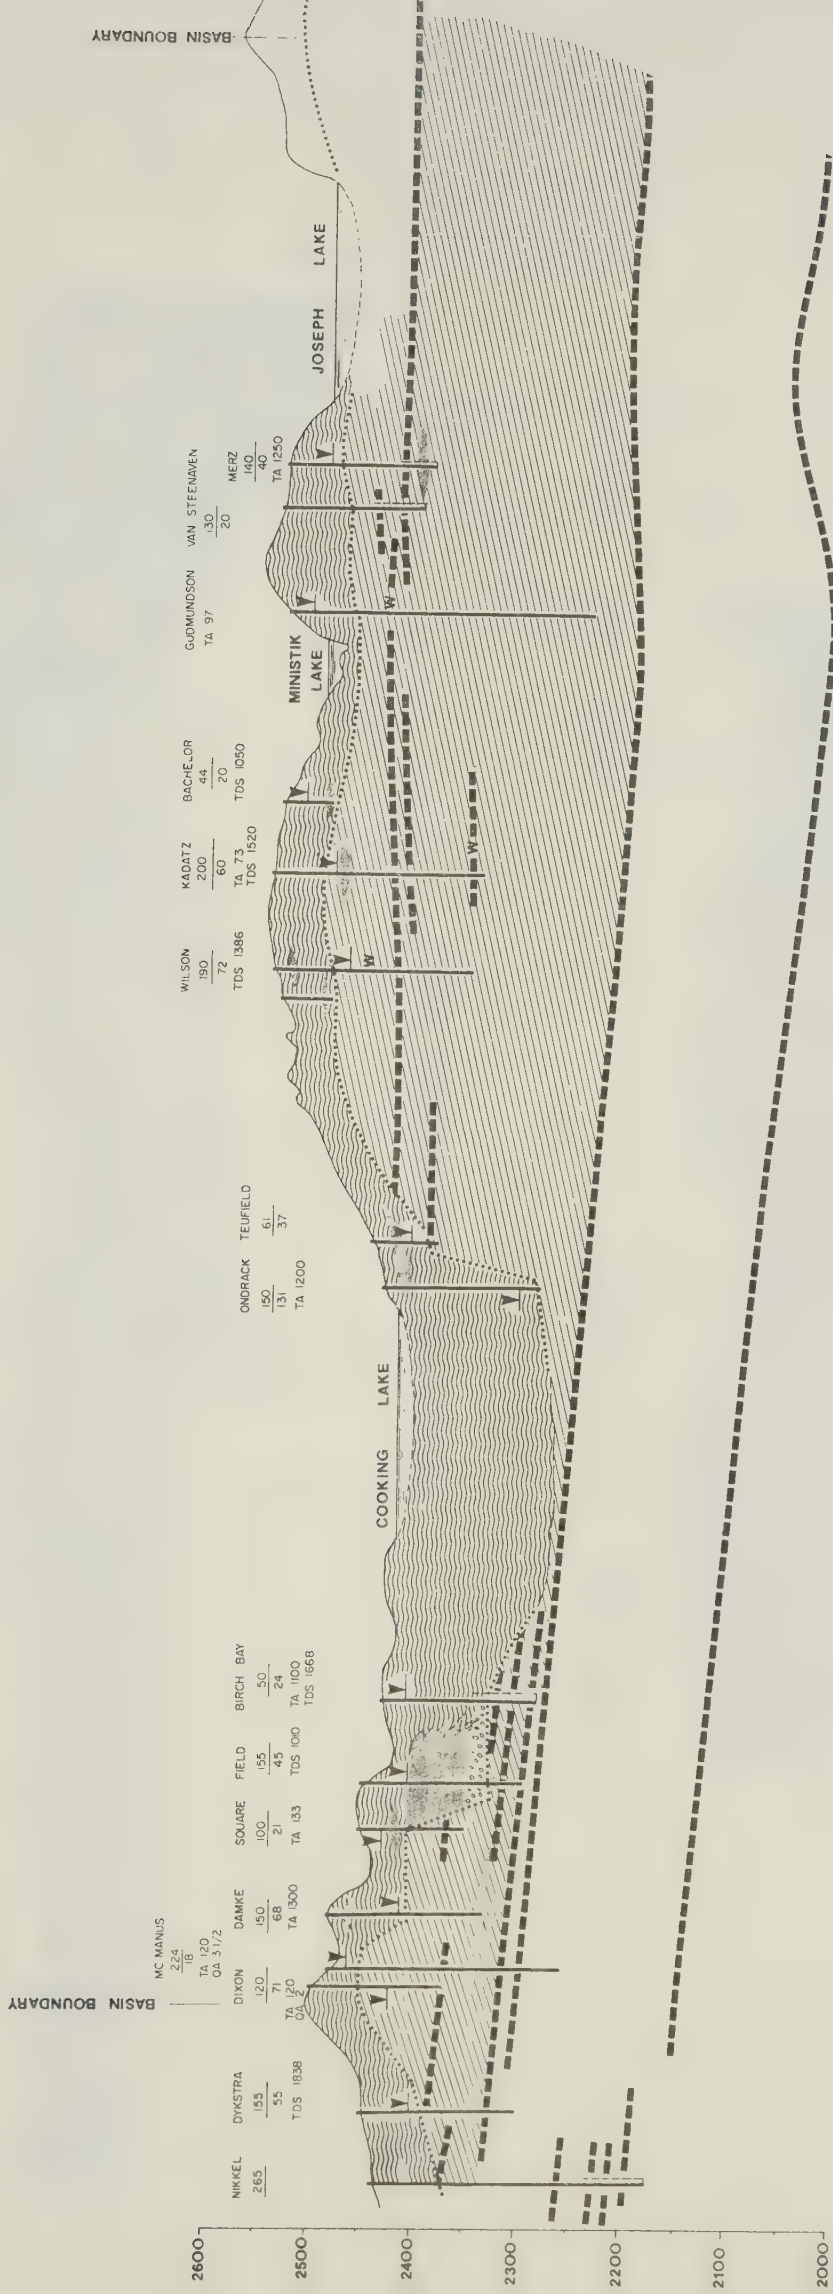 BASIN BOUNDARY
NIKKEL
265
DYKSTRA
155
55
TDS 1838
DIXON
120
71
TA 120
QA 2
MC MANUS
224
18
TA 120
QA 3 1/2
DAMKE
150
68
TA 1300
SQUARE
100
21
TA 133
FIELD
155
45
TDS 1010
BIRCH BAY
50
24
TA 1100
TDS 1668
COOKING LAKE
ONDRACK
150
131
TA 1200
TEUFIELD
61
37
WILSON
190
72
TDS 1386
W
KADATZ
200
60
TA 73
TDS 1520
W
BACHELOR
44
20
TDS 1050
MINISTIK
LAKE
GUDMUNDSON
TA 97
W
VAN STEENAVEN
130
20
MERZ
140
40
TA 1250
JOSEPH LAKE
BASIN BOUNDARY
2600
2500
2400
2300
2200
2100
2000